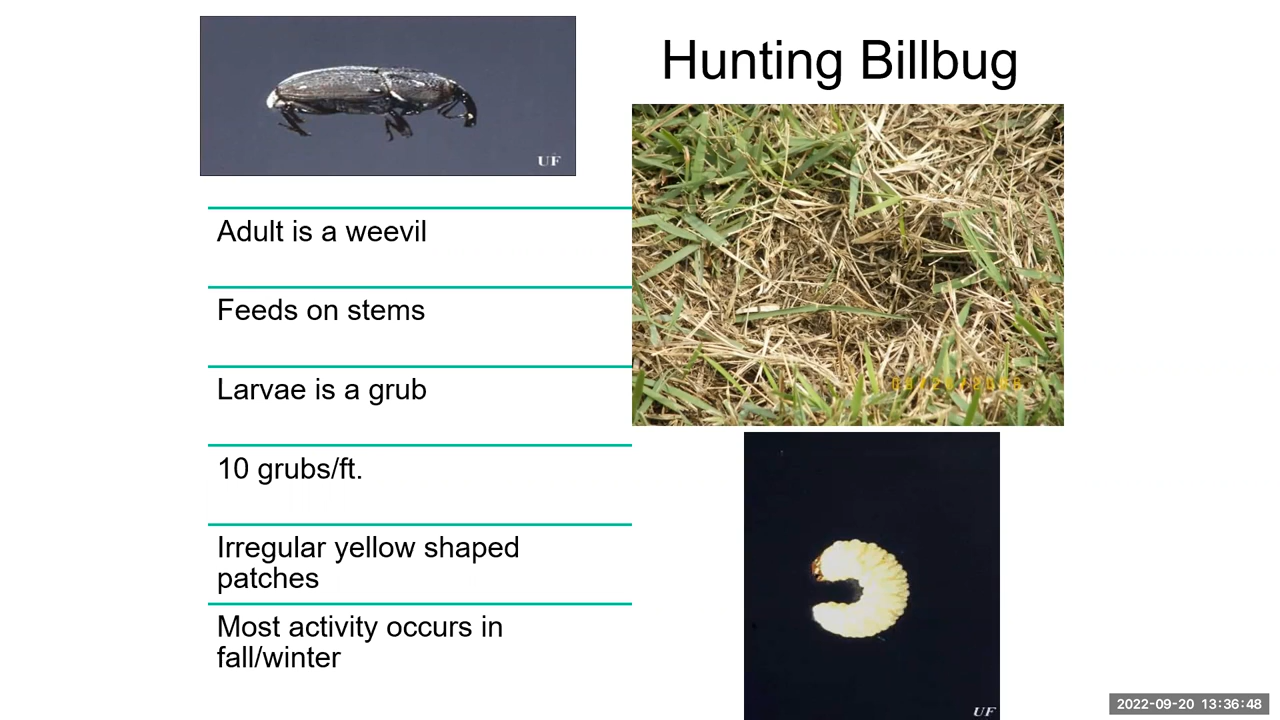 UF
Hunting Billbug
Adult is a weevil
Feeds on stems
Larvae is a grub
10 grubs/ft.
Irregular yellow shaped
patches
Most activity occurs in
fall/winter
UF
2022-09-20 13:36:48